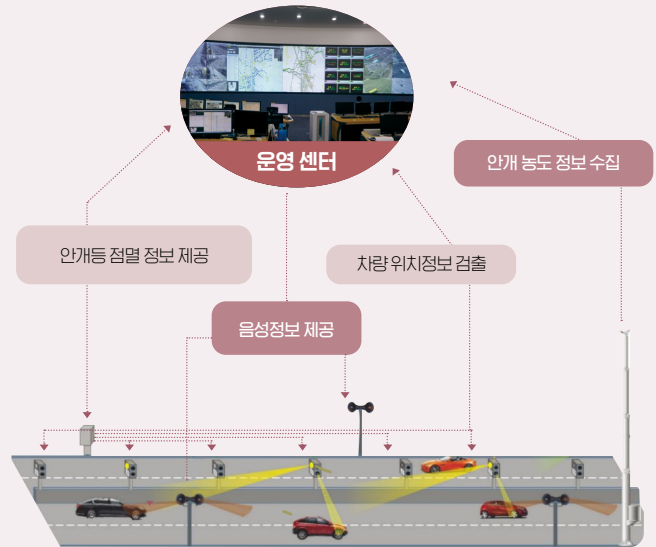 운영 센터
안개 농도 정보 수집
안개등 점멸 정보 제공
차량 위치정보 검출
음성정보 제공